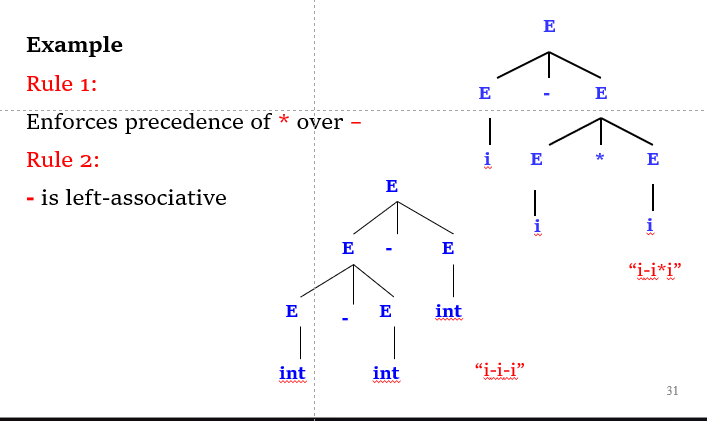 Example
Rule 1:
Enforces precedence of * over –
Rule 2:
- is left-associative
E
E - E
i E * E
i i
“i-i*i”
E
E - E
E - E int
int int
“i-i-i”
31